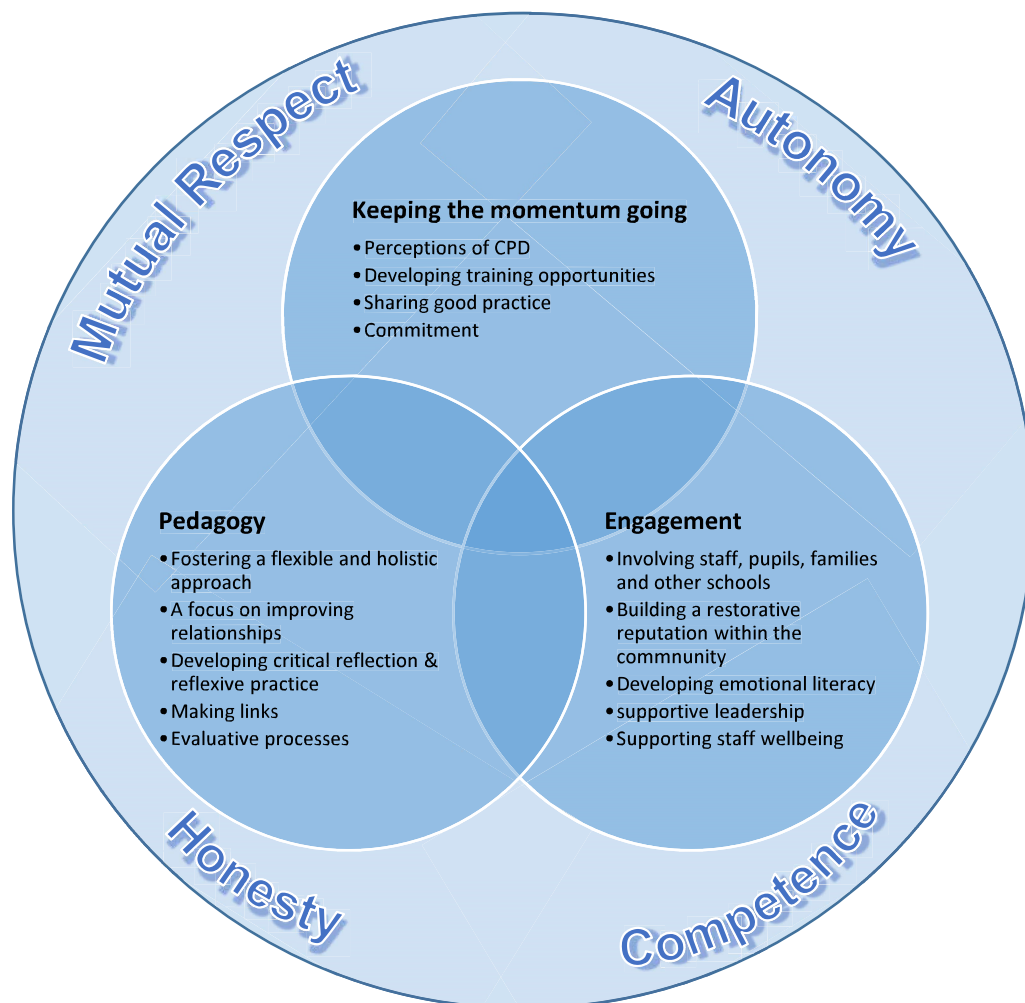 Mutual Respect
Autonomy
Keeping the momentum going
•Perceptions of CPD
•Developing training opportunities
•Sharing good practice
•Commitment
Pedagogy
•Fostering a flexible and holistic
approach
•A focus on improving
relationships
•Developing critical reflection &
reflexive practice
•Making links
•Evaluative processes
Engagement
•Involving staff, pupils, families
and other schools
•Building a restorative
reputation within the
commnunity
•Developing emotional literacy
•supportive leadership
•Supporting staff wellbeing
Honesty
Competence